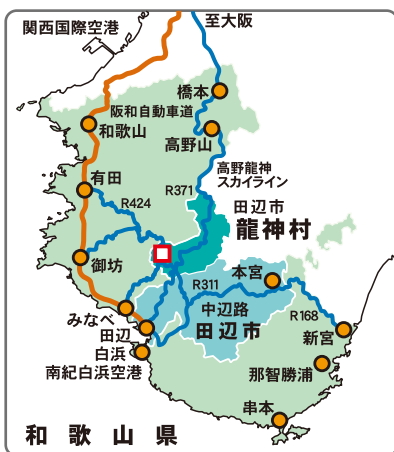 至大阪
関西国際空港
橋本
阪和自動車道
和歌山
高野山
高野龍神
スカイライン
有田
R371
R424
田辺市
龍神村
御坊
本宮
R311
みなべ
中辺路
R168
田辺
田辺市
新宮
白浜
南紀白浜空港
那智勝浦
串本
和歌山県